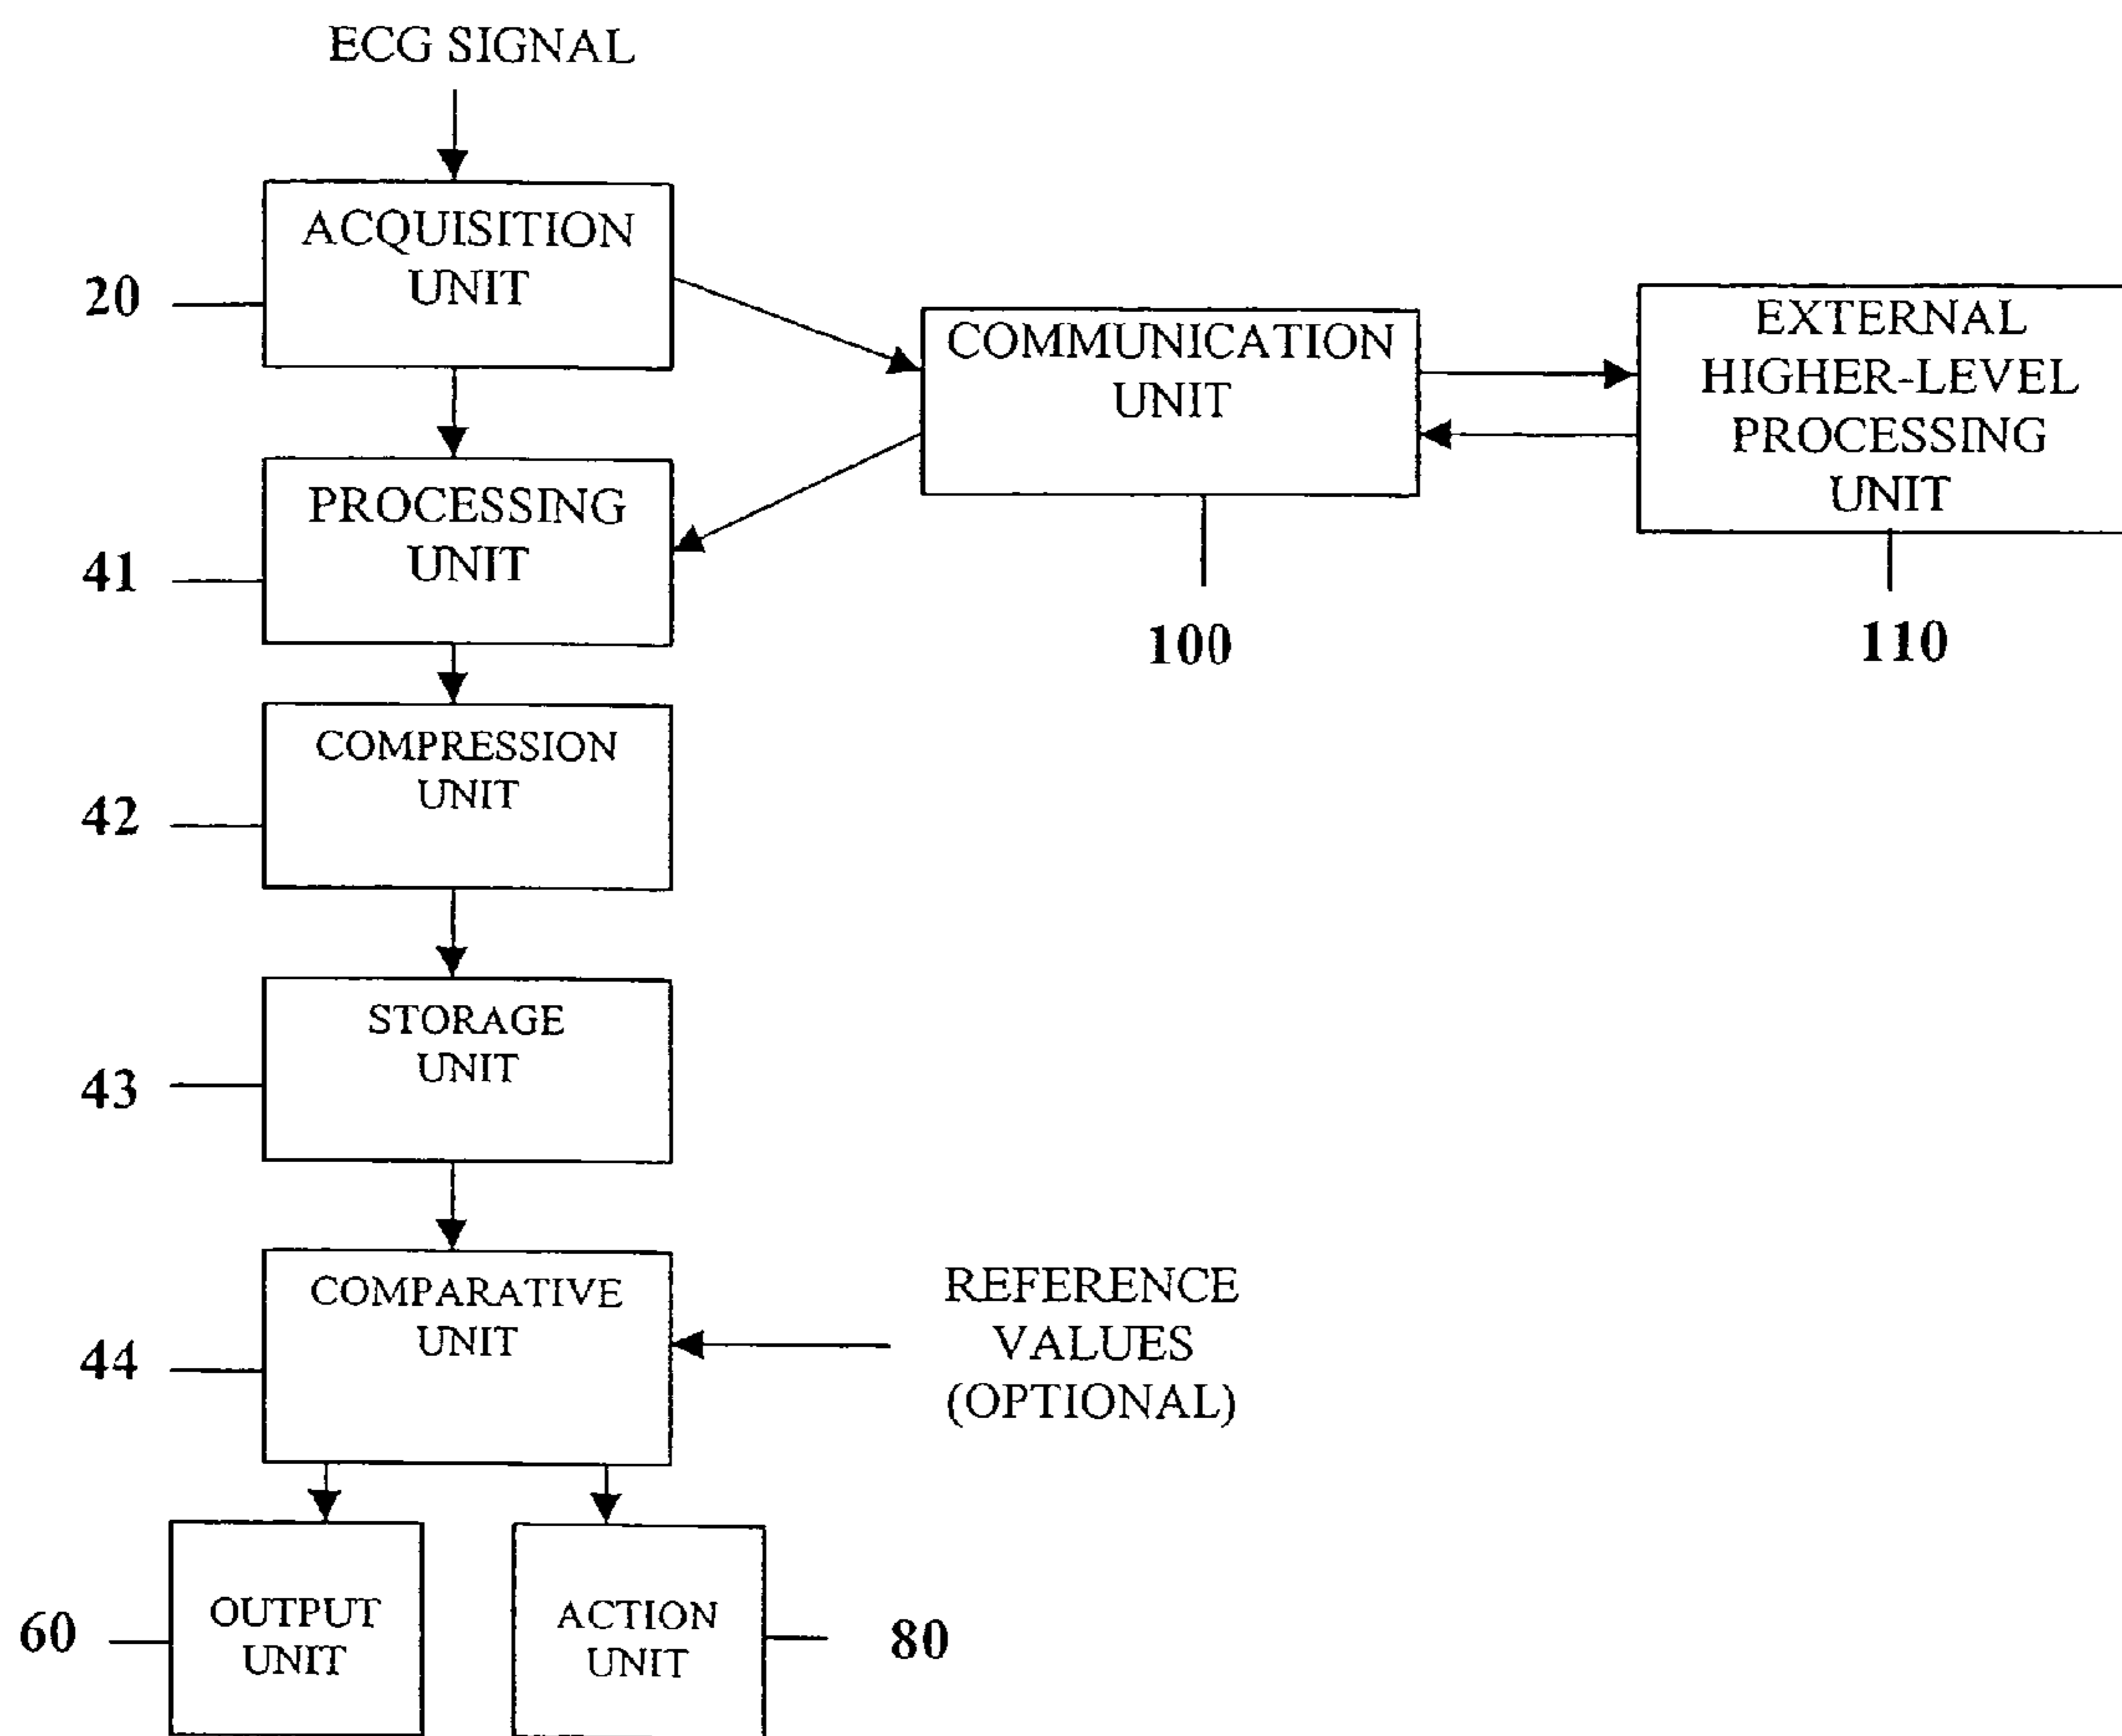 ECG SIGNAL
ACQUISITION
UNIT
20
COMMUNICATION
UNIT
100
EXTERNAL
HIGHER-LEVEL
PROCESSING
UNIT
110
PROCESSING
UNIT
41
COMPRESSION
UNIT
42
STORAGE
UNIT
43
COMPARATIVE
UNIT
44
REFERENCE
VALUES
(OPTIONAL)
OUTPUT
UNIT
60
ACTION
UNIT
80